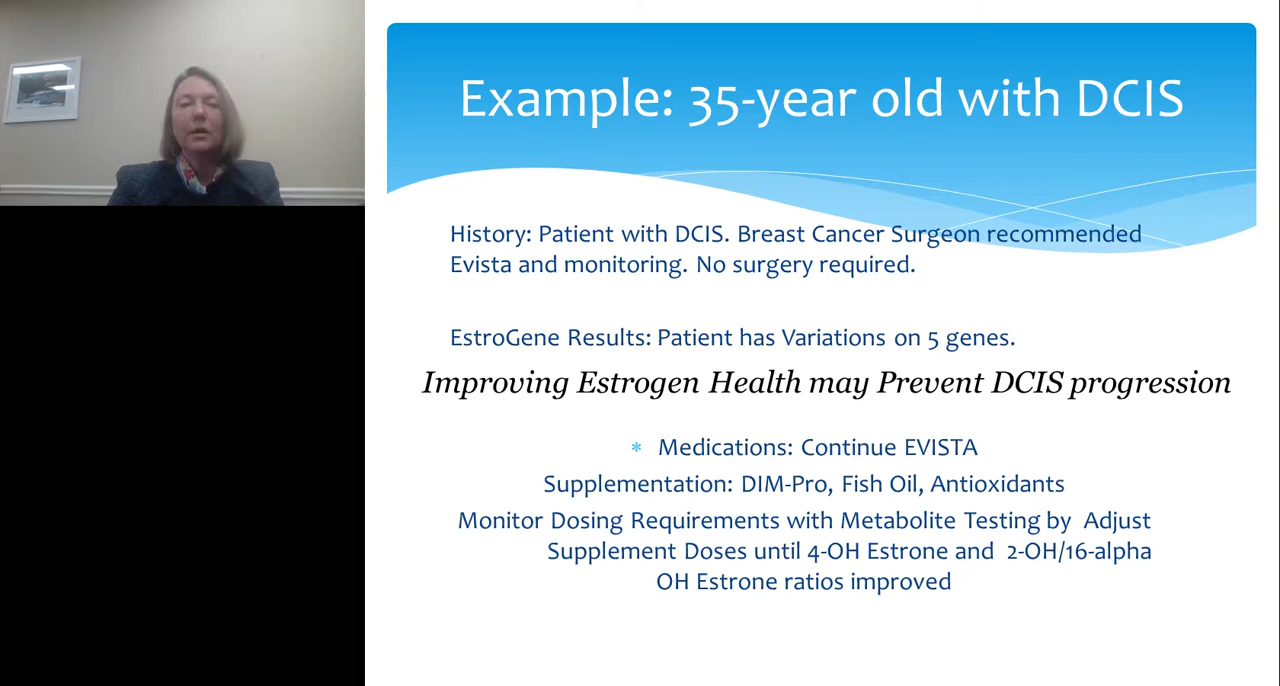 Example: 35-year old with DCIS
History: Patient with DCIS. Breast Cancer Surgeon recommended
Evista and monitoring. No surgery required.
EstroGene Results: Patient has Variations on 5 genes.
Improving Estrogen Health may Prevent DCIS progression
* Medications: Continue EVISTA
Supplementation: DIM-Pro, Fish Oil, Antioxidants
Monitor Dosing Requirements with Metabolite Testing by Adjust
Supplement Doses until 4-OH Estrone and 2-OH/16-alpha
OH Estrone ratios improved